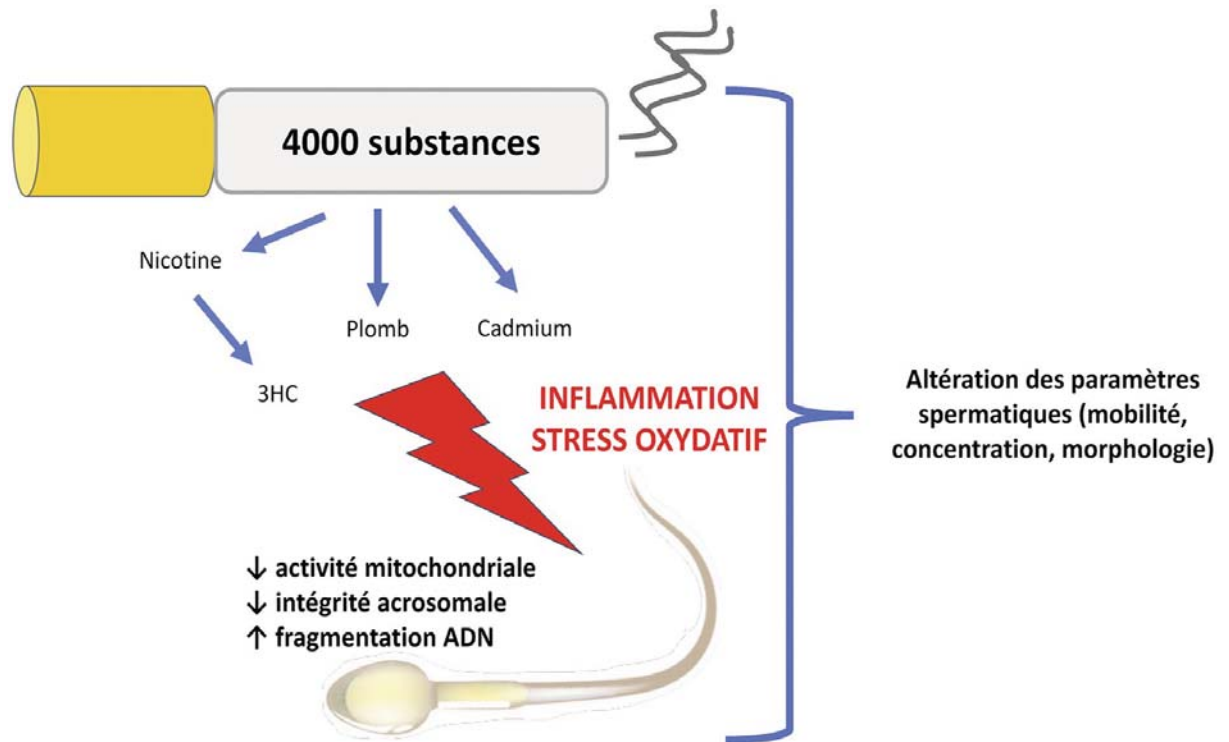 4000 substances
Nicotine
Plomb
Cadmium
3HC
INFLAMMATION
STRESS OXYDATIF
↓ activité mitochondriale
↓ intégrité acrosomale
↑ fragmentation ADN
Altération des paramètres
spermatiques (mobilité,
concentration, morphologie)